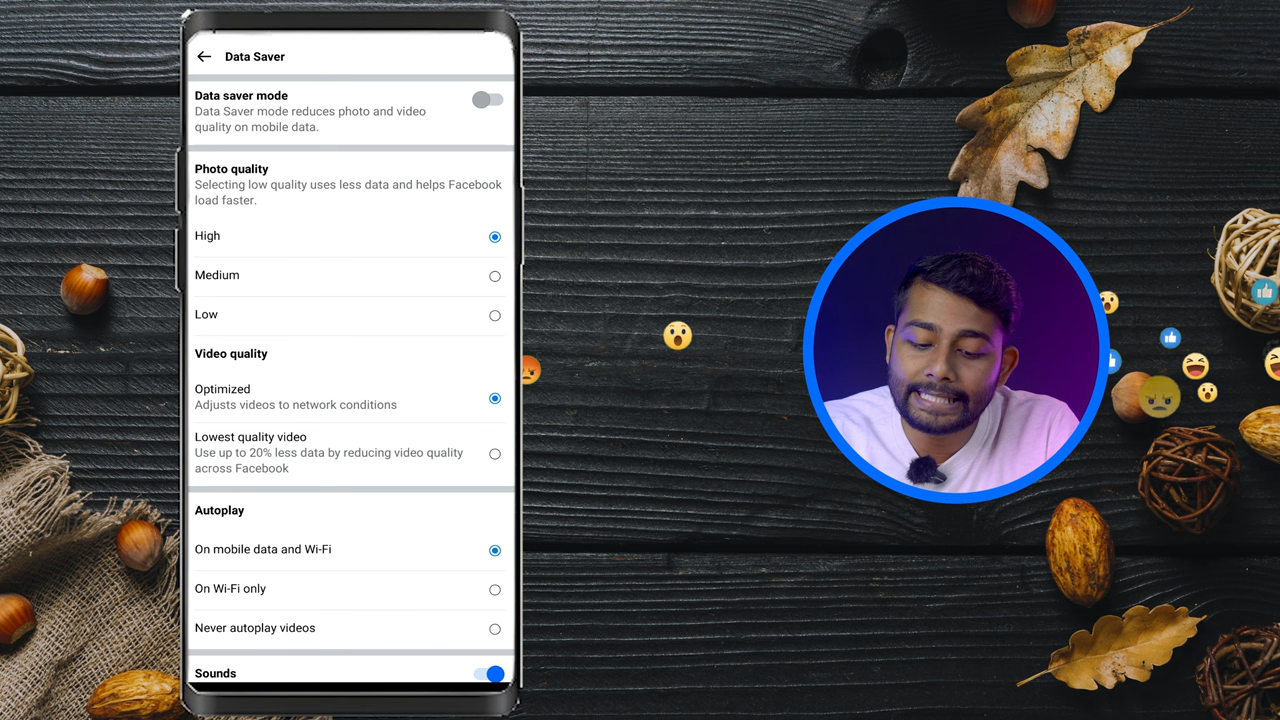 Data Saver
Data saver mode
Data Saver mode reduces photo and video
quality on mobile data.
Photo quality
Selecting low quality uses less data and helps Facebook
load faster.
High
Medium
Low
Video quality
Optimized
Adjusts videos to network conditions
Lowest quality video
Use up to 20% less data by reducing video quality
across Facebook
Autoplay
On mobile data and Wi-Fi
On Wi-Fi only
Never autoplay videos
Sounds